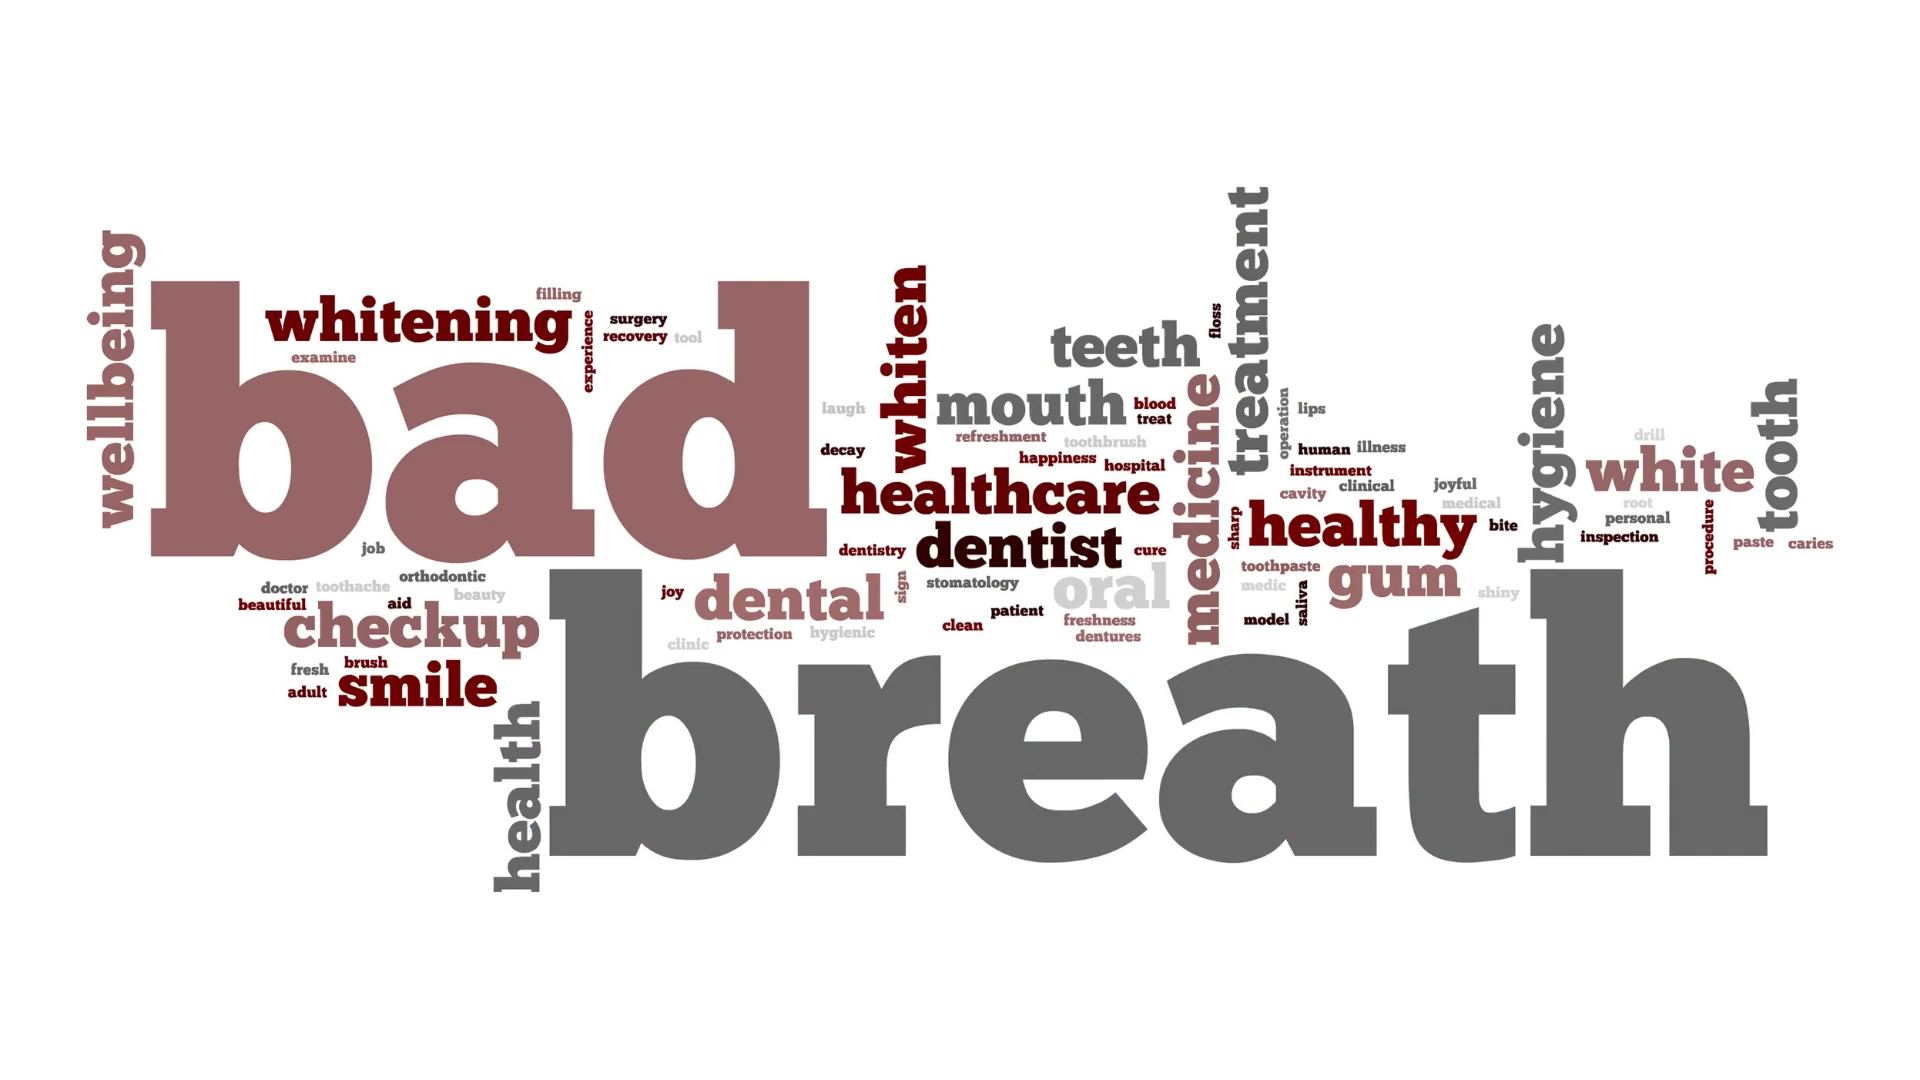 wellbeing
bad
whitening
filling
examine
experience
surgery
recovery
tool
whiten
laugh
decay
teeth
floss
treatment
mouth
blood
treat
refreshment
toothbrush
happiness
hospital
healthcare
medicine
operation
lips
human
illness
instrument
clinical
cavity
joyful
medical
sharp
healthy
bite
hygiene
drill
white
tooth
root
personal
inspection
procedure
paste
caries
dentistry
dentist
cure
stomatology
oral
toothpaste
medic
gum
shiny
saliva
model
patient
clean
freshness
dentures
job
doctor
toothache
orthodontic
beauty
beautiful
aid
checkup
fresh
brush
adult
smile
joy
dental
sign
protection
hygienic
clinic
health
breath